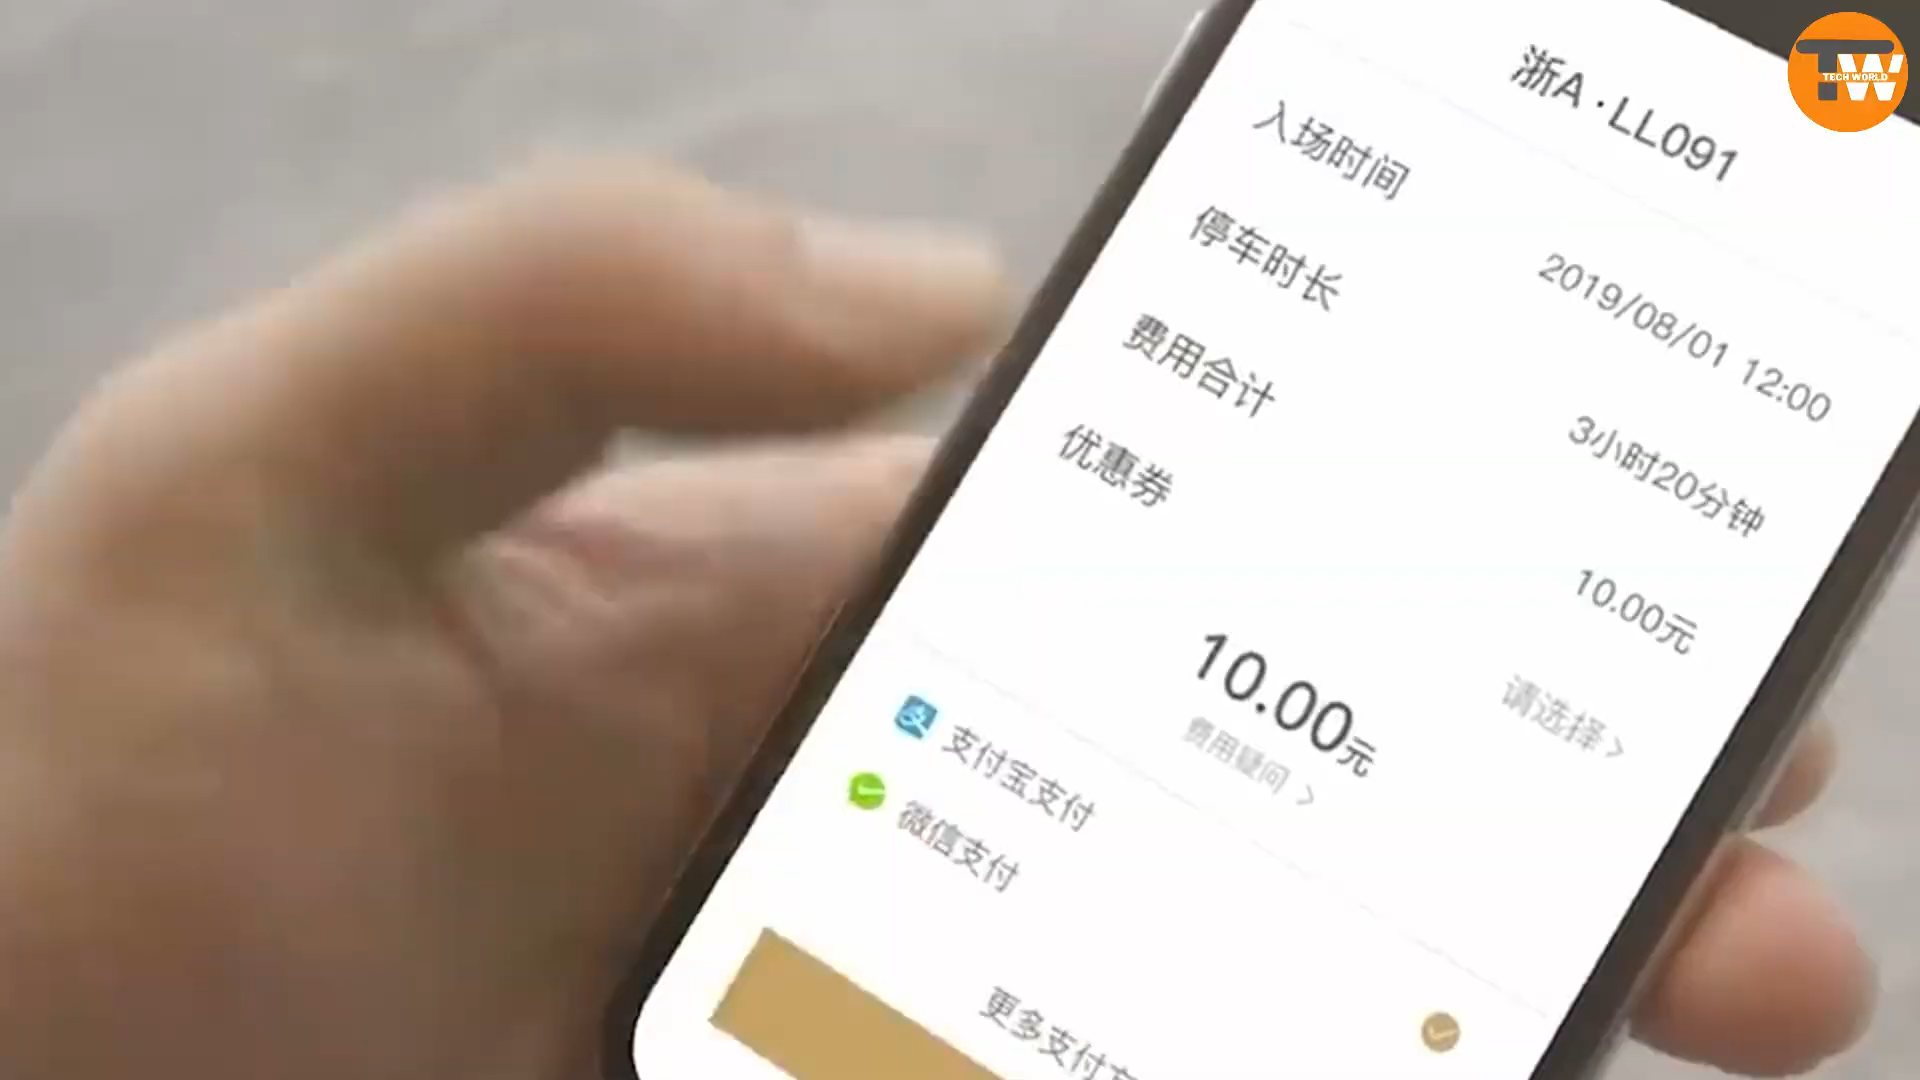 TW
TECH WORLD
浙A·LL091
入场时间 2019/08/01 12:00
停车时长 3小时20分钟
费用合计 10.00元
优惠券 请选择 >
10.00元
费用疑问 >
支付宝支付
微信支付
更多支付方